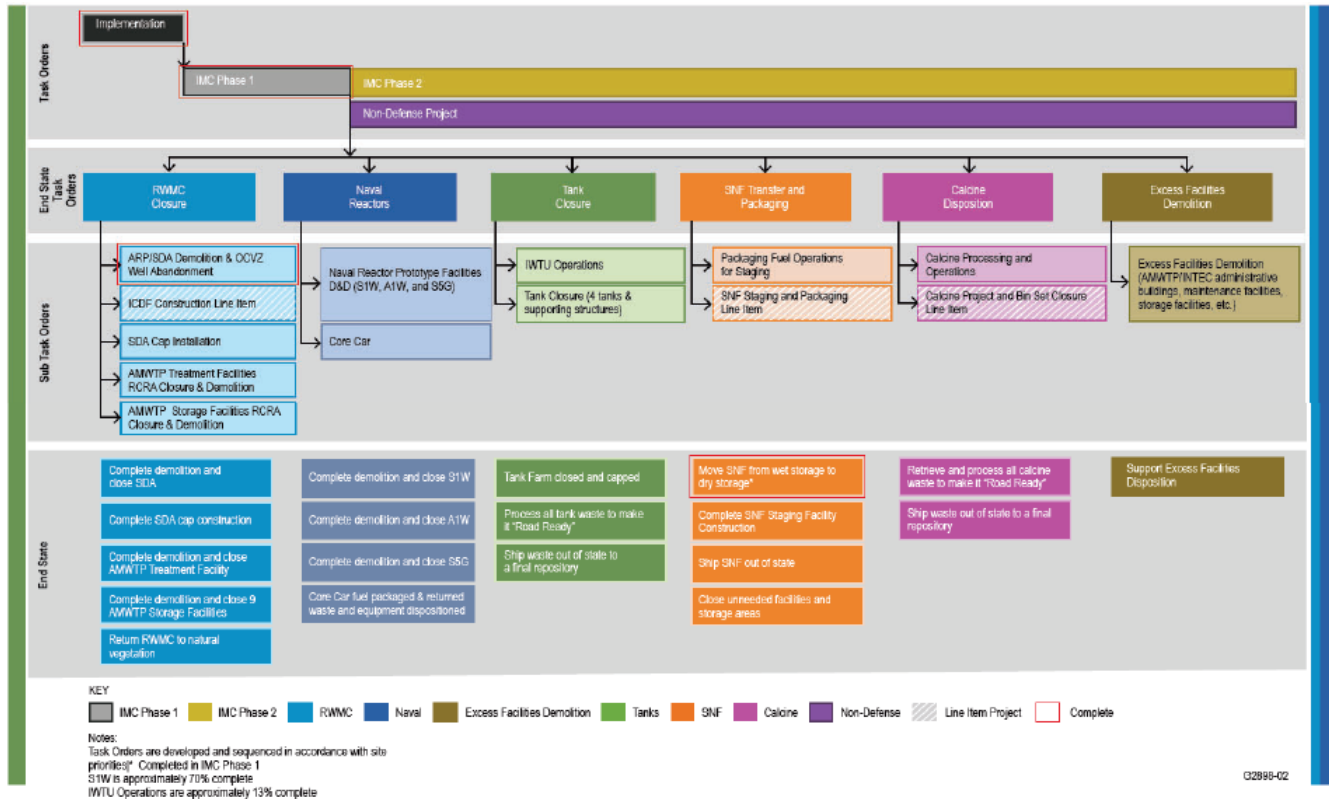 Task Orders
Implementation
IMC Phase 1
IMC Phase 2
Non-Defense Project
End State
Task
Orders
RWMC
Closure
Naval
Reactors
Tank
Closure
SNF Transfer and
Packaging
Calcine
Disposition
Excess Facilities
Demolition
Sub Task Orders
ARP/SDA Demolition & OCVZ
Well Abandonment
ICDF Construction Line Item
SDA Cap Installation
AMWTP Treatment Facilities
RCRA Closure & Demolition
AMWTP Storage Facilities RCRA
Closure & Demolition
Naval Reactor Prototype Facilities
D&D (S1W, A1W, and S5G)
Core Car
IWTU Operations
Tank Closure (4 tanks &
supporting structures)
Packaging Fuel Operations
for Staging
SNF Staging and Packaging
Line Item
Calcine Processing and
Operations
Calcine Project and Bin Set Closure
Line Item
Excess Facilities Demolition
(AMWTP/INTEC administrative
buildings, maintenance facilities,
storage facilities, etc.)
End State
Complete demolition and
close SDA
Complete SDA cap construction
Complete demolition and close
AMWTP Treatment Facility
Complete demolition and close 9
AMWTP Storage Facilities
Return RWMC to natural
vegetation
Complete demolition and close S1W
Complete demolition and close A1W
Complete demolition and close S5G
Core Car fuel packaged & returned
waste and equipment dispositioned
Tank Farm closed and capped
Process all tank waste to make
it "Road Ready"
Ship waste out of state to
a final repository
Move SNF from wet storage to
dry storage*
Complete SNF Staging Facility
Construction
Ship SNF out of state
Close unneeded facilities and
storage areas
Retrieve and process all calcine
waste to make it "Road Ready"
Ship waste out of state to a final
repository
Support Excess Facilities
Disposition
KEY
IMC Phase 1
IMC Phase 2
RWMC
Naval
Excess Facilities Demolition
Tanks
SNF
Calcine
Non-Defense
Line Item Project
Complete
Notes:
Task Orders are developed and sequenced in accordance with site
priorities|* Completed in IMC Phase 1
S1W is approximately 70% complete
IWTU Operations are approximately 13% complete
G2898-02